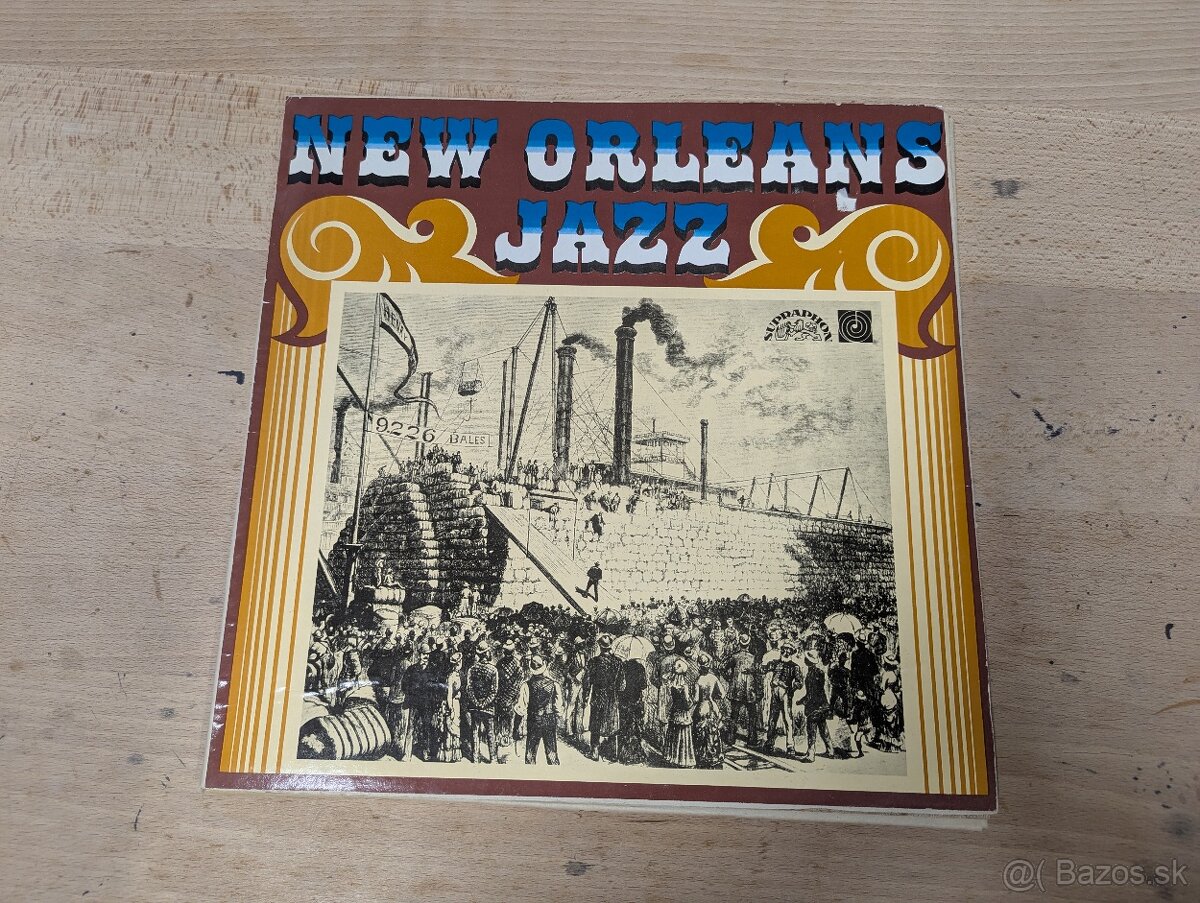 NEW ORLEANS
JAZZ
SUPRAPHON
9226 BALES
@( Bazos.sk